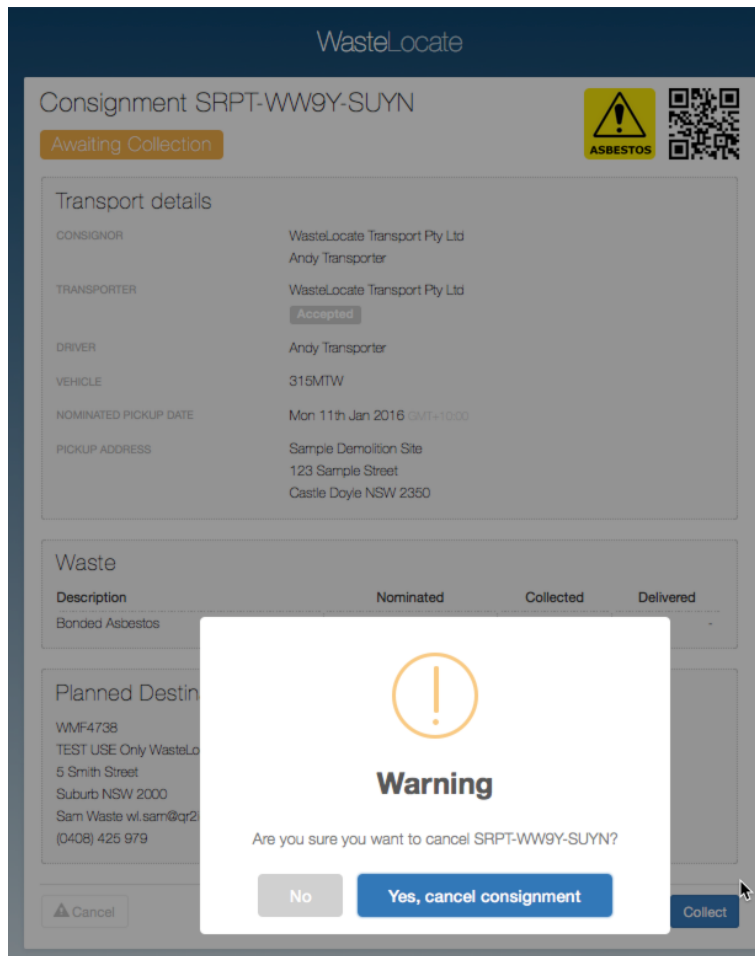 WasteLocate
Consignment SRPT-WW9Y-SUYN
Awaiting Collection
ASBESTOS
Transport details
CONSIGNOR WasteLocate Transport Pty Ltd
Andy Transporter
TRANSPORTER WasteLocate Transport Pty Ltd
Accepted
DRIVER Andy Transporter
VEHICLE 315MTW
NOMINATED PICKUP DATE Mon 11th Jan 2016 GMT+10:00
PICKUP ADDRESS Sample Demolition Site
123 Sample Street
Castle Doyle NSW 2350
Waste
Description Nominated Collected Delivered
Bonded Asbestos -
Planned Destin
WMF4738
TEST USE Only WasteLo
5 Smith Street
Suburb NSW 2000
Sam Waste wl.sam@qr2i
(0408) 425 979
Warning
Are you sure you want to cancel SRPT-WW9Y-SUYN?
No Yes, cancel consignment
Cancel Collect